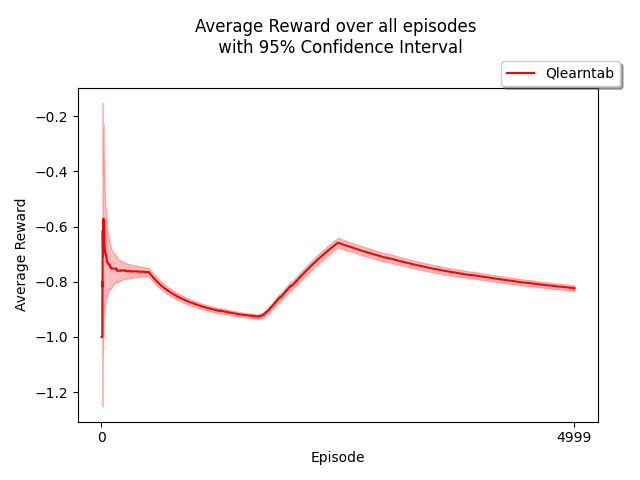 Average Reward over all episodes
with 95% Confidence Interval
Qlearntab
−0.2
−0.4
−0.6
−0.8
−1.0
−1.2
Average Reward
0
4999
Episode